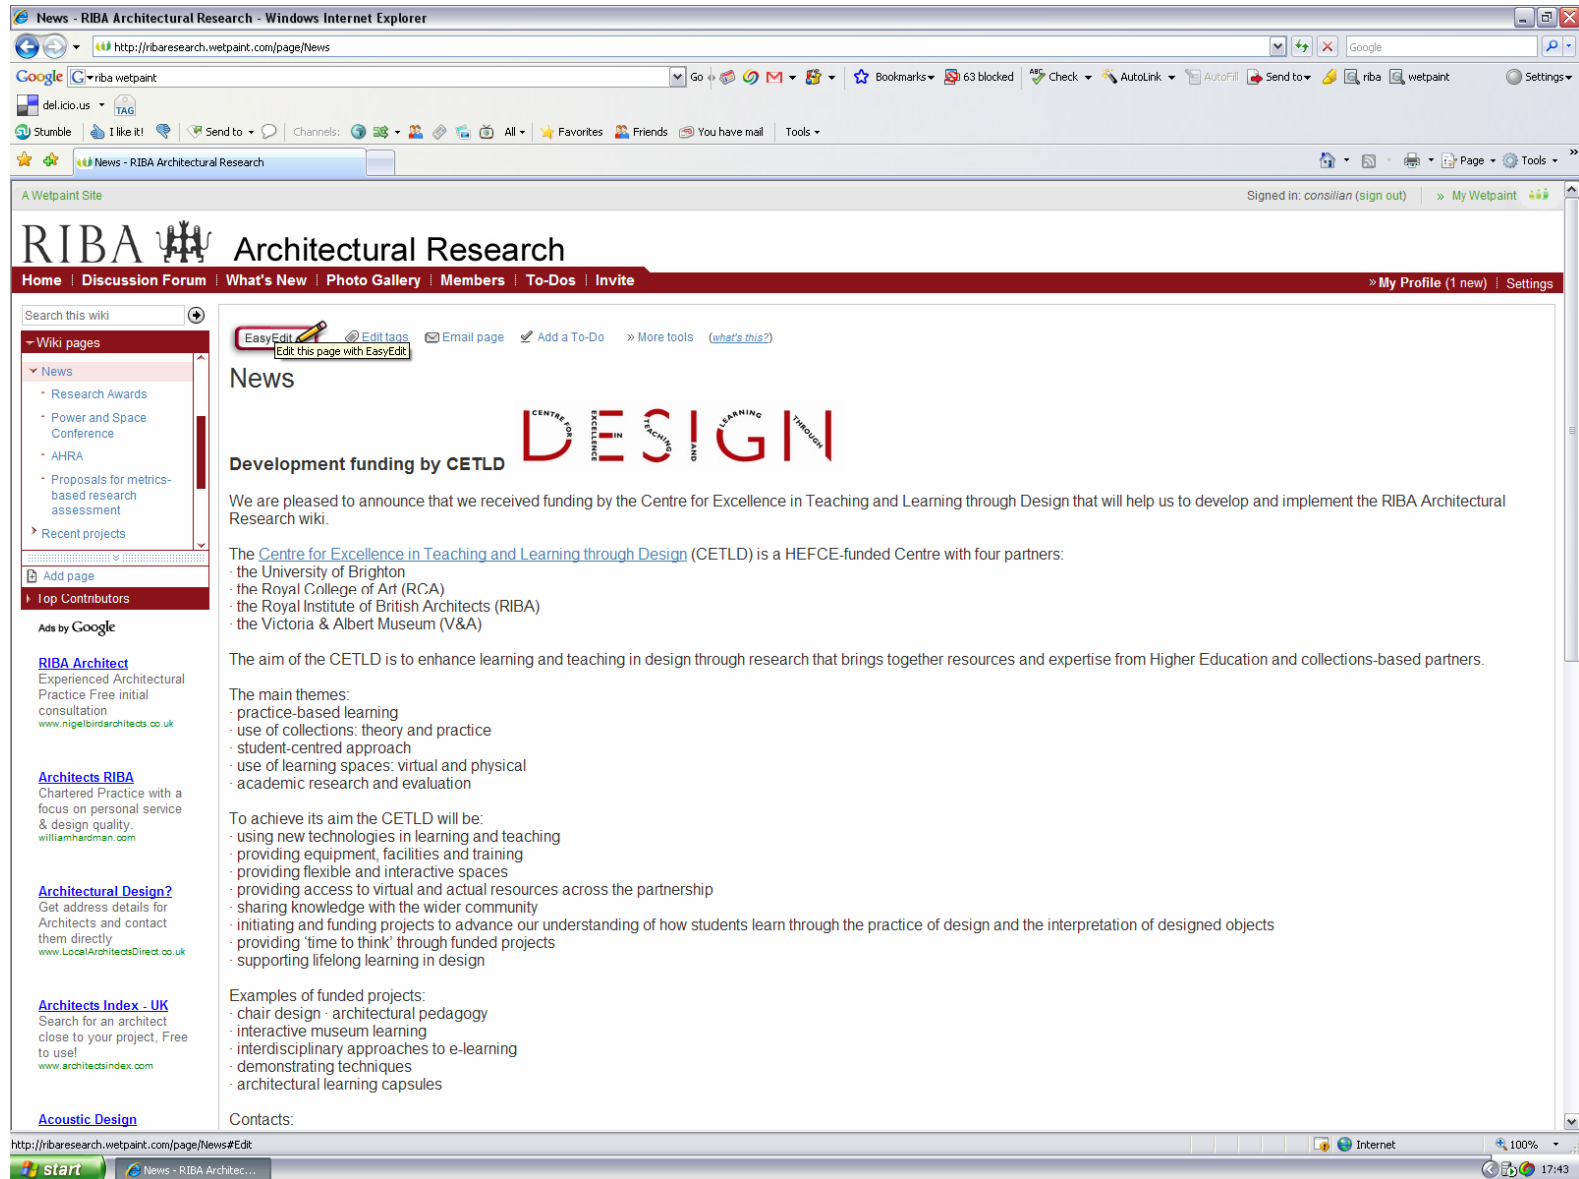 News - RIBA Architectural Research - Windows Internet Explorer
http://ribaresearch.wetpaint.com/page/News
Google
Google G riba wetpaint Go Bookmarks 63 blocked Check AutoLink AutoFill Send to riba wetpaint Settings
del.icio.us TAG
Stumble I like it! Send to Channels: All Favorites Friends You have mail Tools
News - RIBA Architectural Research
Page Tools
A Wetpaint Site
Signed in: consilian (sign out) » My Wetpaint
RIBA Architectural Research
Home | Discussion Forum | What's New | Photo Gallery | Members | To-Dos | Invite
» My Profile (1 new) | Settings
Search this wiki
Wiki pages
News
- Research Awards
- Power and Space
Conference
- AHRA
- Proposals for metrics-
based research
assessment
Recent projects
Add page
Top Contributors
Ads by Google
RIBA Architect
Experienced Architectural
Practice Free initial
consultation
www.nigelbirdarchitects.co.uk
Architects RIBA
Chartered Practice with a
focus on personal service
& design quality.
williamhardman.com
Architectural Design?
Get address details for
Architects and contact
them directly
www.LocalArchitectsDirect.co.uk
Architects Index - UK
Search for an architect
close to your project, Free
to use!
www.architectsindex.com
Acoustic Design
EasyEdit Edit tags Email page Add a To-Do » More tools (what's this?)
Edit this page with EasyEdit
News
DESIGN
CENTRE FOR EXCELLENCE IN TEACHING AND LEARNING THROUGH
Development funding by CETLD
We are pleased to announce that we received funding by the Centre for Excellence in Teaching and Learning through Design that will help us to develop and implement the RIBA Architectural
Research wiki.
The Centre for Excellence in Teaching and Learning through Design (CETLD) is a HEFCE-funded Centre with four partners:
· the University of Brighton
· the Royal College of Art (RCA)
· the Royal Institute of British Architects (RIBA)
· the Victoria & Albert Museum (V&A)
The aim of the CETLD is to enhance learning and teaching in design through research that brings together resources and expertise from Higher Education and collections-based partners.
The main themes:
· practice-based learning
· use of collections: theory and practice
· student-centred approach
· use of learning spaces: virtual and physical
· academic research and evaluation
To achieve its aim the CETLD will be:
· using new technologies in learning and teaching
· providing equipment, facilities and training
· providing flexible and interactive spaces
· providing access to virtual and actual resources across the partnership
· sharing knowledge with the wider community
· initiating and funding projects to advance our understanding of how students learn through the practice of design and the interpretation of designed objects
· providing 'time to think' through funded projects
· supporting lifelong learning in design
Examples of funded projects:
· chair design · architectural pedagogy
· interactive museum learning
· interdisciplinary approaches to e-learning
· demonstrating techniques
· architectural learning capsules
Contacts:
http://ribaresearch.wetpaint.com/page/News#Edit
Internet 100%
start News - RIBA Architec... 17:43